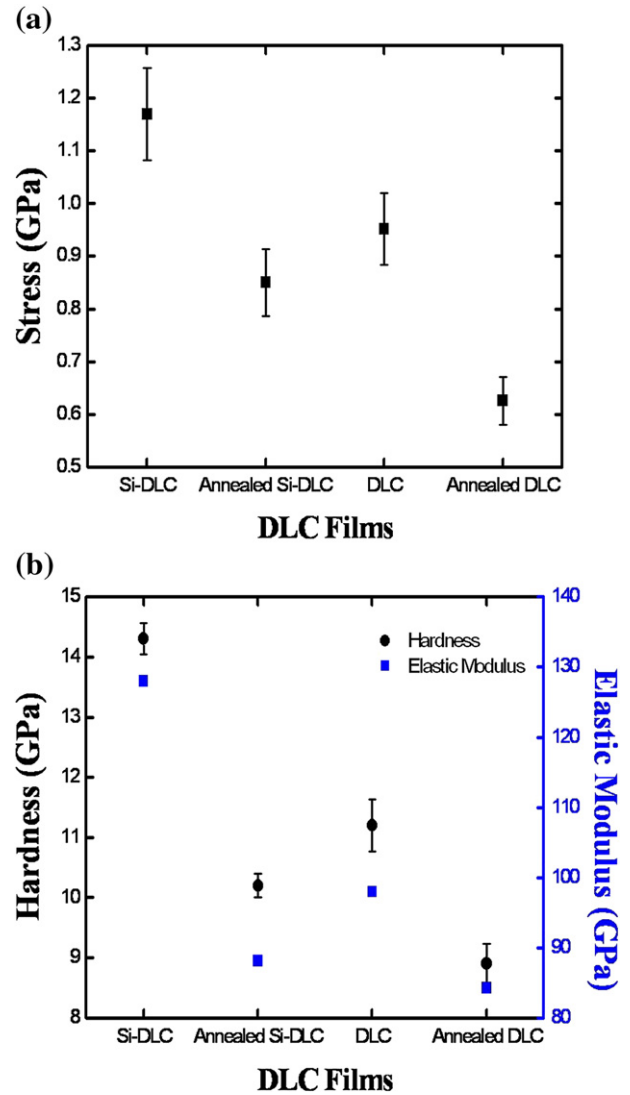 (a)
1.3
1.2
1.1
1.0
0.9
0.8
0.7
0.6
0.5
Stress (GPa)
Si-DLC Annealed Si-DLC DLC Annealed DLC
DLC Films
(b)
15
14
13
12
11
10
9
8
Hardness (GPa)
Hardness
Elastic Modulus
140
130
120
110
100
90
80
Elastic Modulus (GPa)
Si-DLC Annealed Si-DLC DLC Annealed DLC
DLC Films